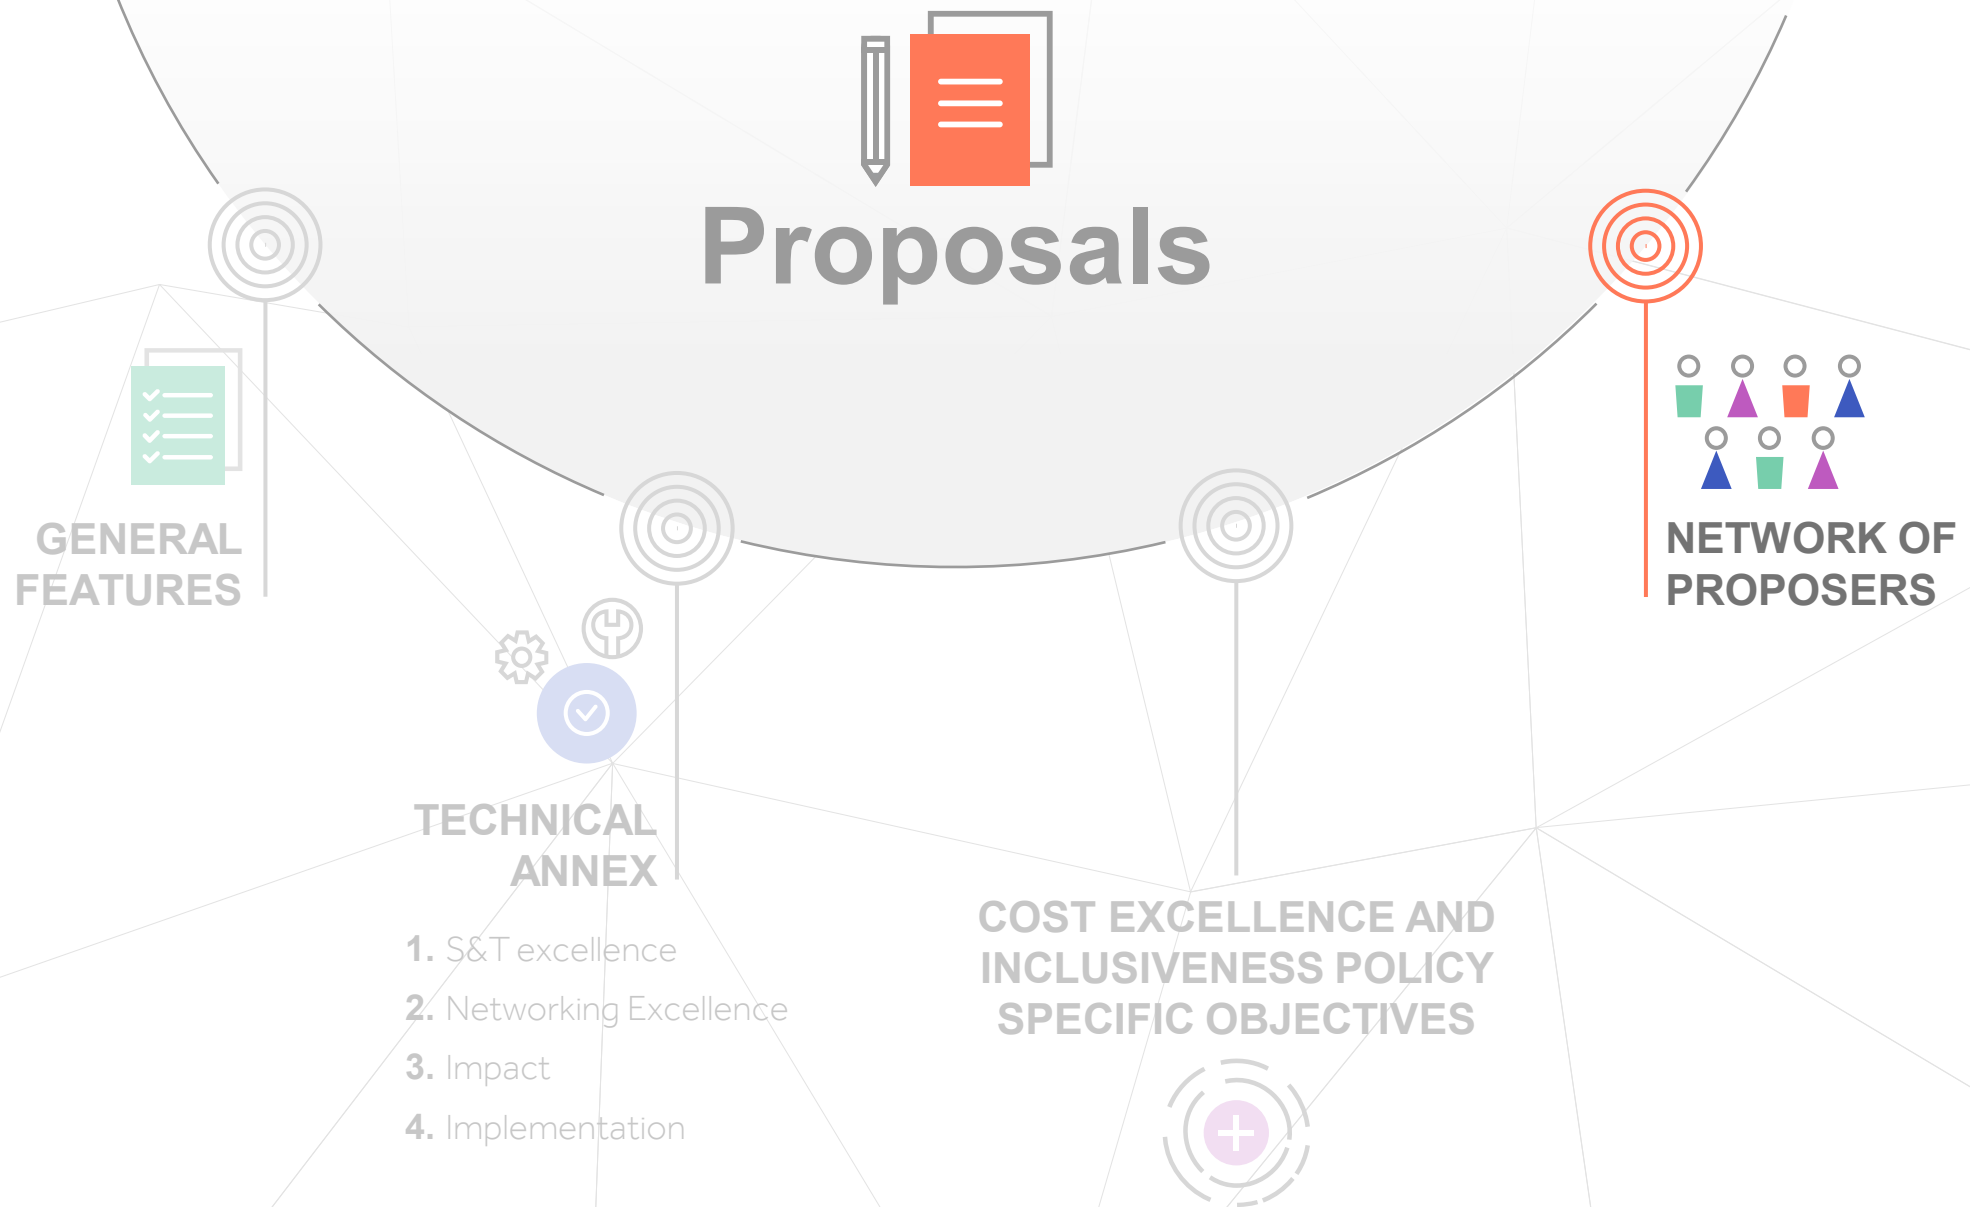 Proposals
GENERAL
FEATURES
TECHNICAL
ANNEX
1. S&T excellence
2. Networking Excellence
3. Impact
4. Implementation
COST EXCELLENCE AND
INCLUSIVENESS POLICY
SPECIFIC OBJECTIVES
NETWORK OF
PROPOSERS